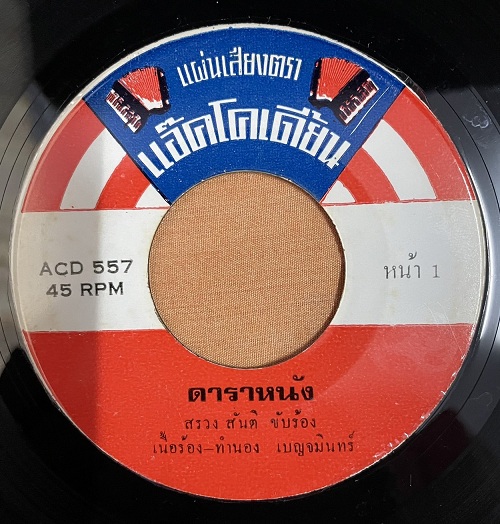 แผ่นเสียงตรา
แอ๊คโคเดียน
ACD 557
45 RPM
หน้า 1
ดาราหนัง
สรวง สันติ ขับร้อง
เนื้อร้อง-ทำนอง เบญจมินทร์